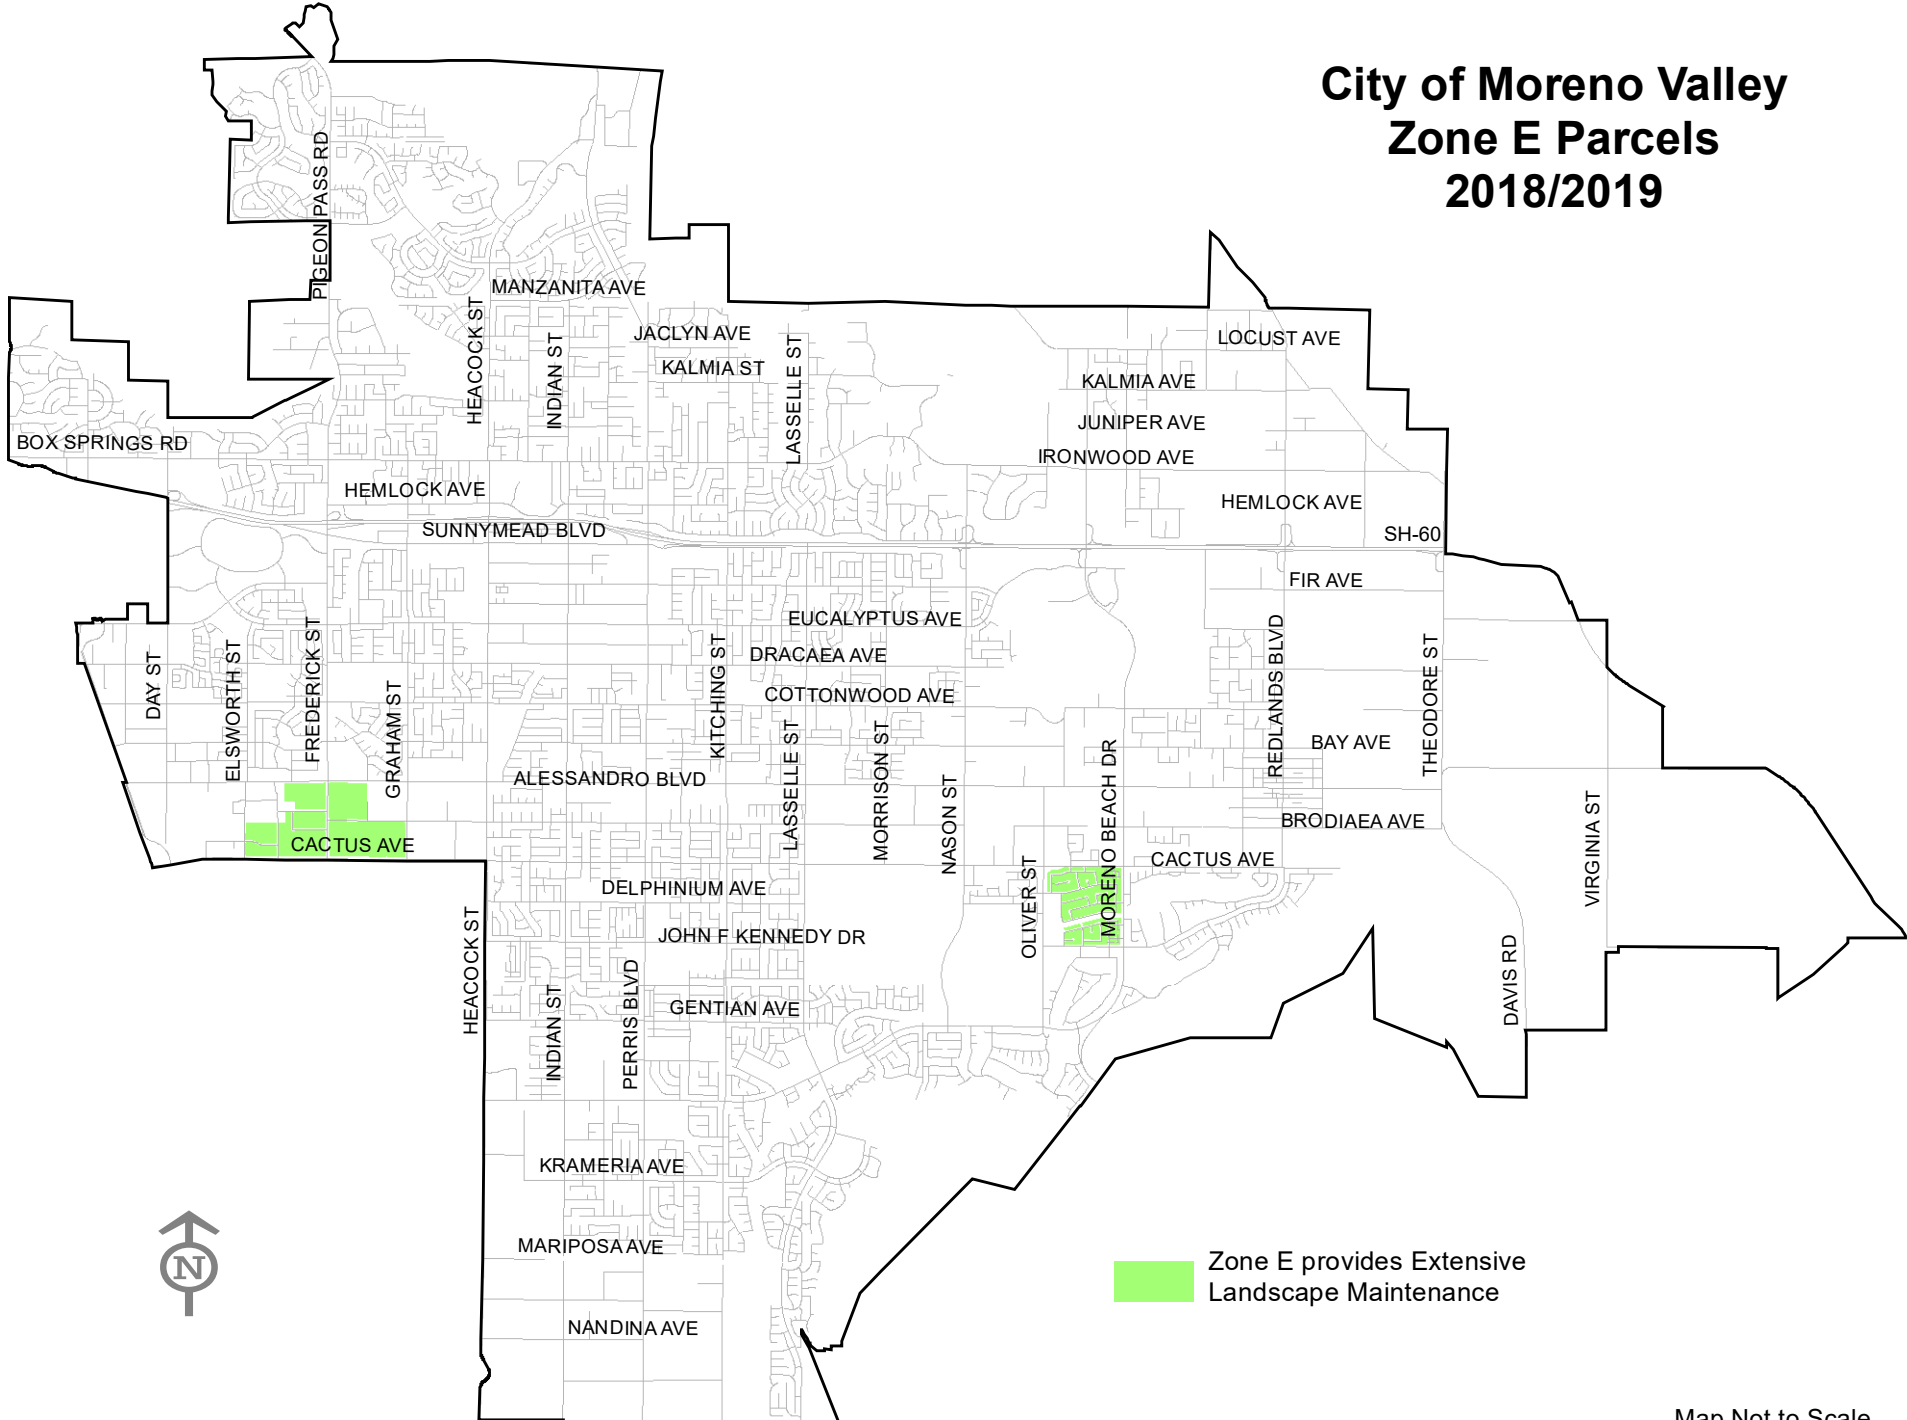 City of Moreno Valley
Zone E Parcels
2018/2019
PIGEON PASS RD
MANZANITA AVE
HEACOCK ST
INDIAN ST
JACLYN AVE
KALMIA ST
LASSELLE ST
LOCUST AVE
KALMIA AVE
JUNIPER AVE
BOX SPRINGS RD
IRONWOOD AVE
HEMLOCK AVE
HEMLOCK AVE
SUNNYMEAD BLVD
SH-60
FIR AVE
EUCALYPTUS AVE
DRACAEA AVE
COTTONWOOD AVE
DAY ST
ELSWORTH ST
FREDERICK ST
GRAHAM ST
KITCHING ST
REDLANDS BLVD
THEODORE ST
BAY AVE
ALESSANDRO BLVD
LASSELLE ST
MORRISON ST
NASON ST
MORENO BEACH DR
BRODIAEA AVE
VIRGINIA ST
CACTUS AVE
CACTUS AVE
DELPHINIUM AVE
OLIVER ST
JOHN F KENNEDY DR
HEACOCK ST
INDIAN ST
PERRIS BLVD
GENTIAN AVE
DAVIS RD
KRAMERIA AVE
MARIPOSA AVE
N
Zone E provides Extensive
Landscape Maintenance
NANDINA AVE
Map Not to Scale